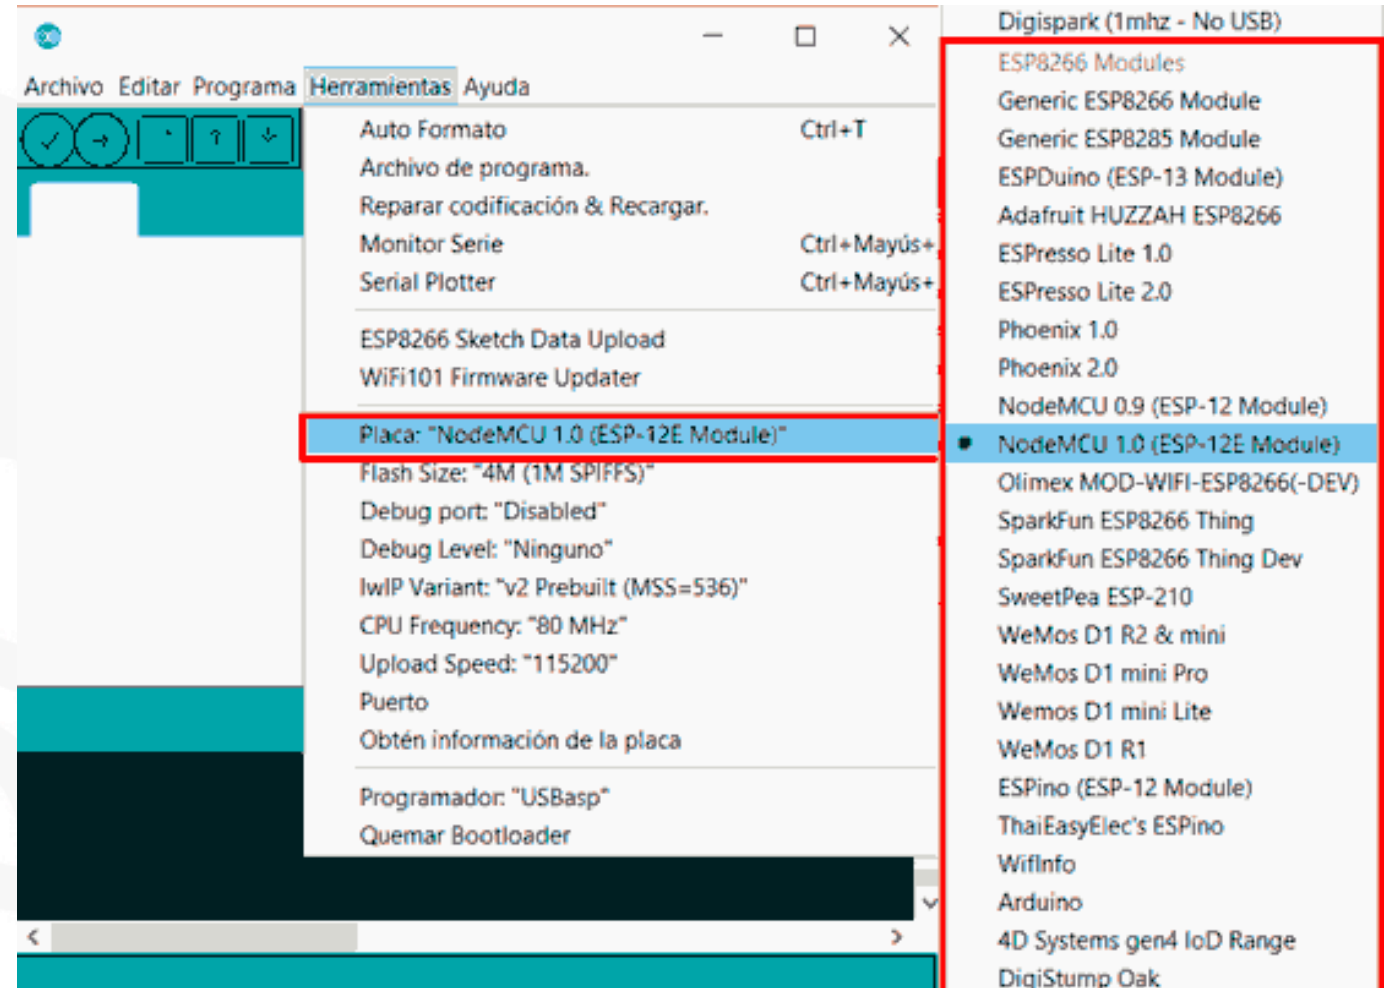 Archivo Editar Programa Herramientas Ayuda
Auto Formato Ctrl+T
Archivo de programa.
Reparar codificación & Recargar.
Monitor Serie Ctrl+Mayús+
Serial Plotter Ctrl+Mayús+
ESP8266 Sketch Data Upload
WiFi101 Firmware Updater
Placa: "NodeMCU 1.0 (ESP-12E Module)"
Flash Size: "4M (1M SPIFFS)"
Debug port: "Disabled"
Debug Level: "Ninguno"
lwIP Variant: "v2 Prebuilt (MSS=536)"
CPU Frequency: "80 MHz"
Upload Speed: "115200"
Puerto
Obtén información de la placa
Programador: "USBasp"
Quemar Bootloader
Digispark (1mhz - No USB)
ESP8266 Modules
Generic ESP8266 Module
Generic ESP8285 Module
ESPDuino (ESP-13 Module)
Adafruit HUZZAH ESP8266
ESPresso Lite 1.0
ESPresso Lite 2.0
Phoenix 1.0
Phoenix 2.0
NodeMCU 0.9 (ESP-12 Module)
NodeMCU 1.0 (ESP-12E Module)
Olimex MOD-WIFI-ESP8266(-DEV)
SparkFun ESP8266 Thing
SparkFun ESP8266 Thing Dev
SweetPea ESP-210
WeMos D1 R2 & mini
WeMos D1 mini Pro
Wemos D1 mini Lite
WeMos D1 R1
ESPino (ESP-12 Module)
ThaiEasyElec's ESPino
WifInfo
Arduino
4D Systems gen4 IoD Range
DigiStump Oak